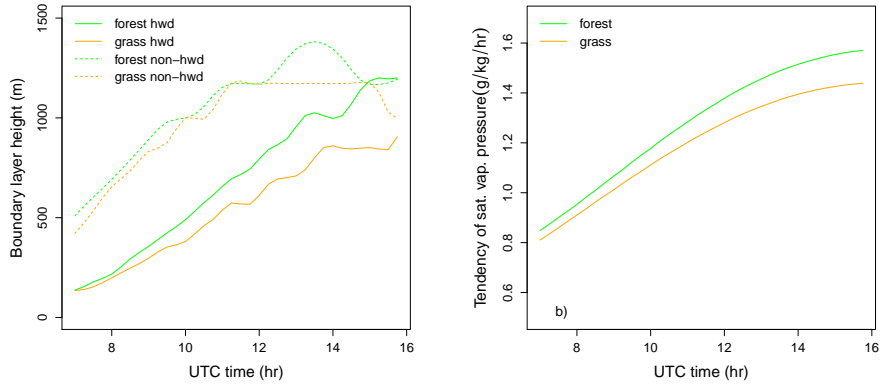 forest hwd
grass hwd
forest non-hwd
grass non-hwd
Boundary layer height (m)
0
500
1000
1500
8
10
12
14
16
UTC time (hr)
forest
grass
Tendency of sat. vap. pressure(g/kg/hr)
0.6
0.8
1.0
1.2
1.4
1.6
b)
8
10
12
14
16
UTC time (hr)